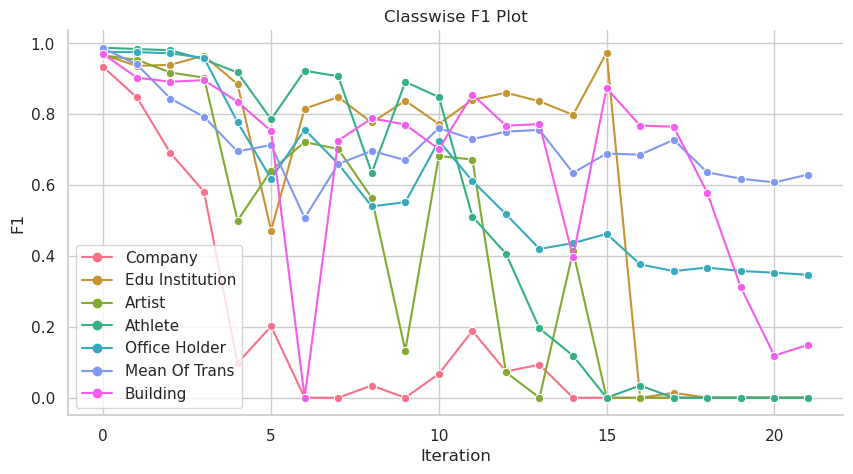 Classwise F1 Plot
F1
1.0
0.8
0.6
0.4
0.2
0.0
Company
Edu Institution
Artist
Athlete
Office Holder
Mean Of Trans
Building
0 5 10 15 20
Iteration